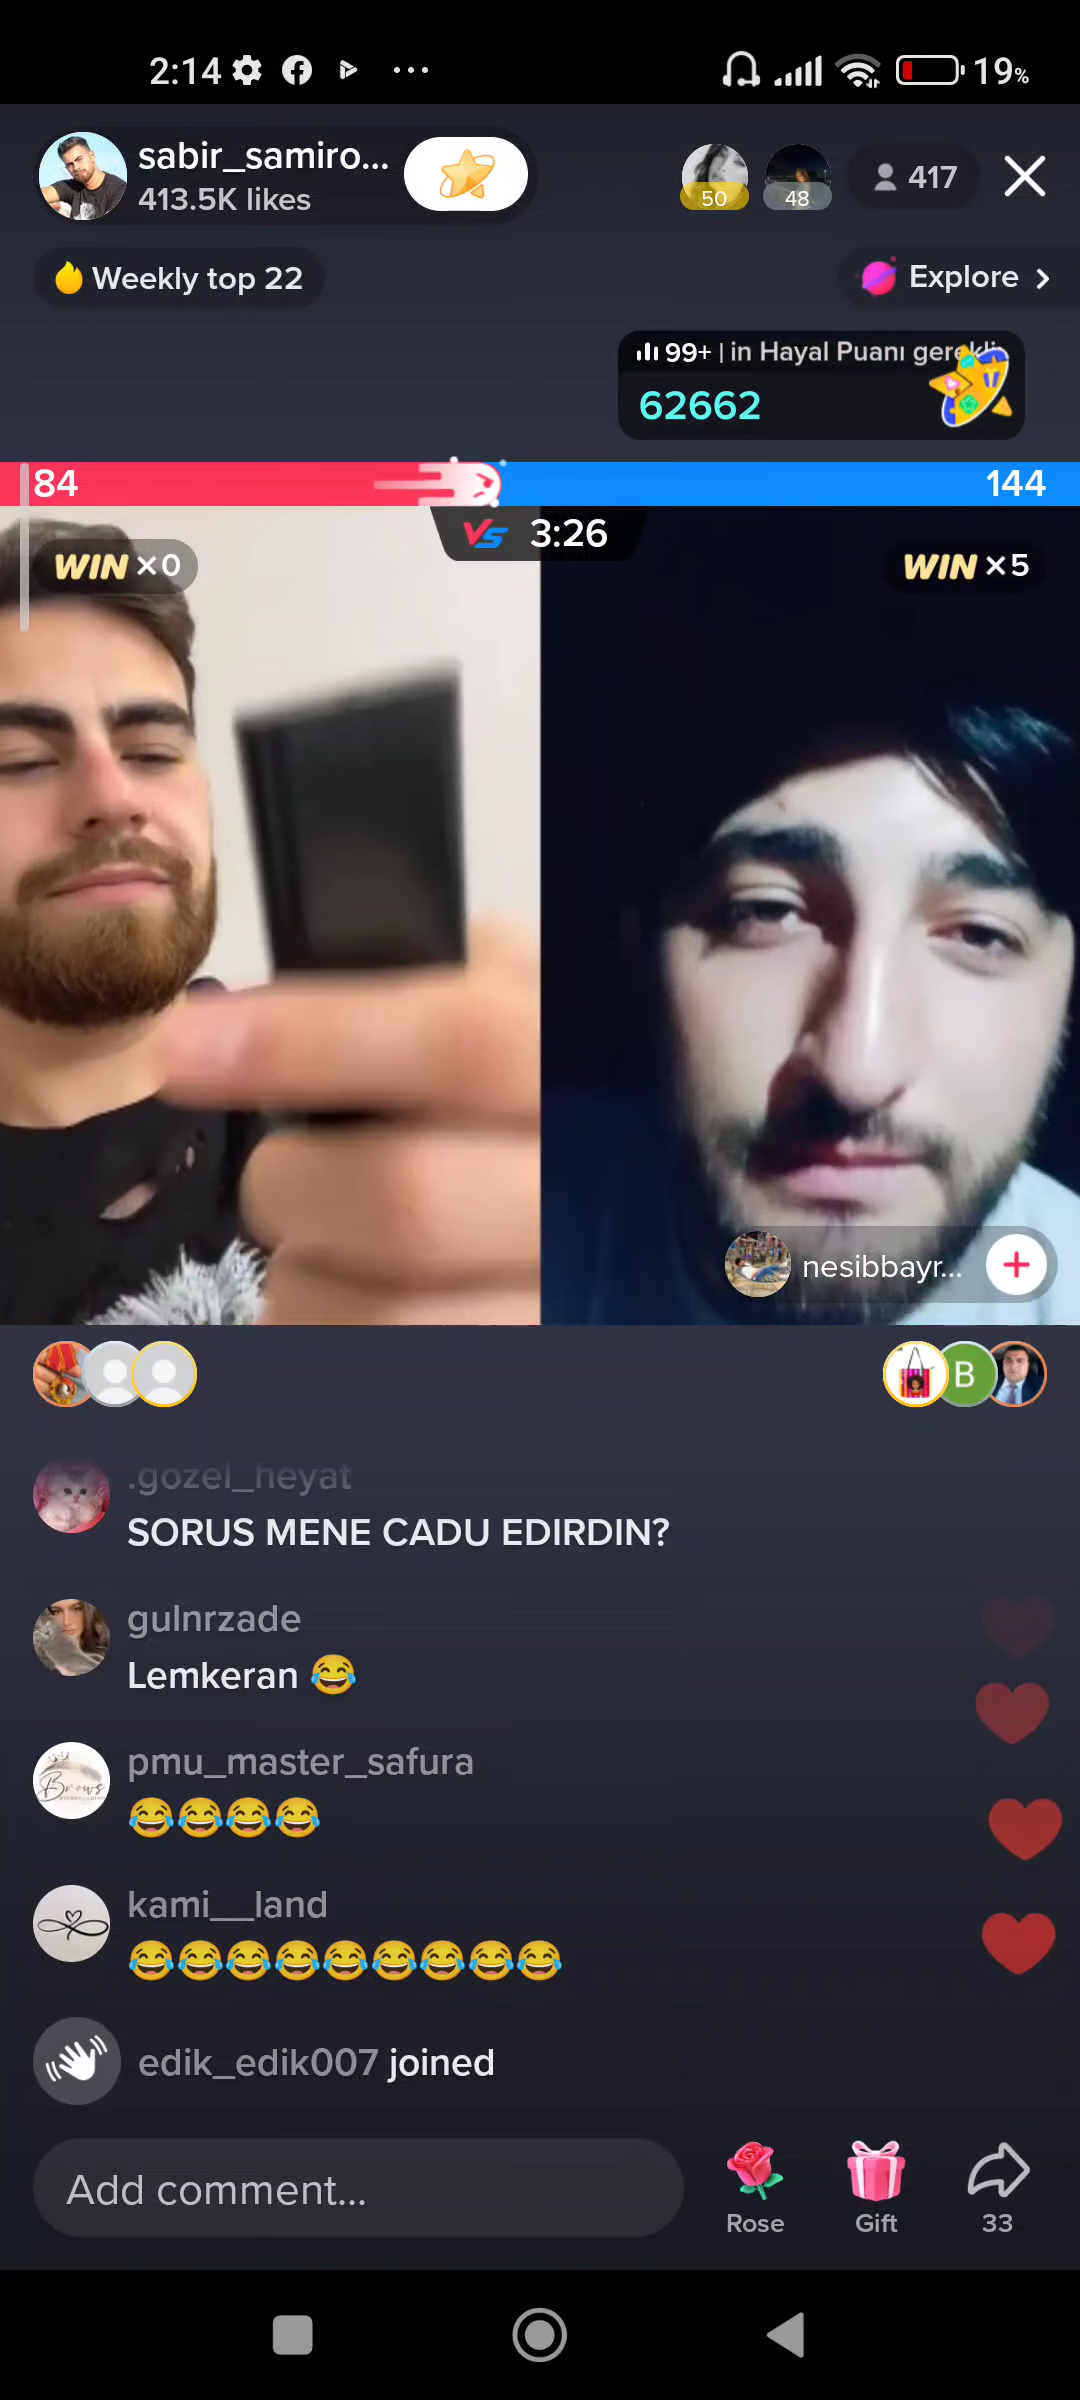 2:14
19%
sabir_samiro...
413.5K likes
50
48
417
Weekly top 22
Explore
99+ | in Hayal Puanı gerekli
62662
84
144
VS 3:26
WIN ×0
WIN ×5
nesibbayr...
B
.gozel_heyat
SORUS MENE CADU EDIRDIN?
gulnrzade
Lemkeran 😂
pmu_master_safura
😂😂😂😂
Brows
kami__land
😂😂😂😂😂😂😂😂😂
edik_edik007 joined
Add comment...
Rose
Gift
33